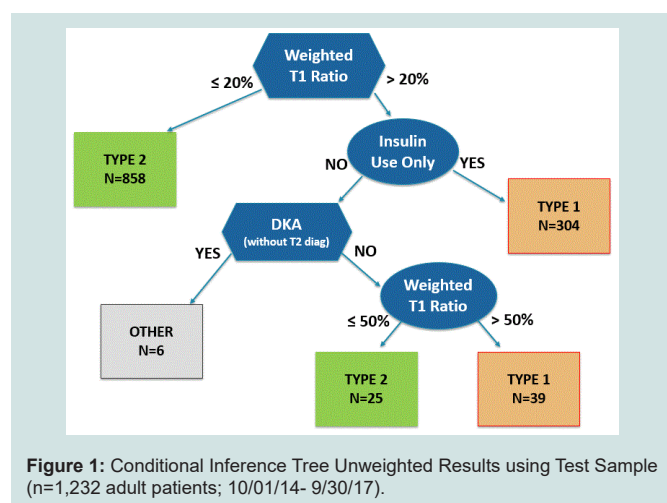 Weighted
T1 Ratio
≤ 20%
> 20%
TYPE 2
N=858
Insulin
Use Only
NO
YES
TYPE 1
N=304
DKA
(without T2 diag)
YES
NO
OTHER
N=6
Weighted
T1 Ratio
≤ 50%
> 50%
TYPE 2
N=25
TYPE 1
N=39
Figure 1: Conditional Inference Tree Unweighted Results using Test Sample
(n=1,232 adult patients; 10/01/14- 9/30/17).